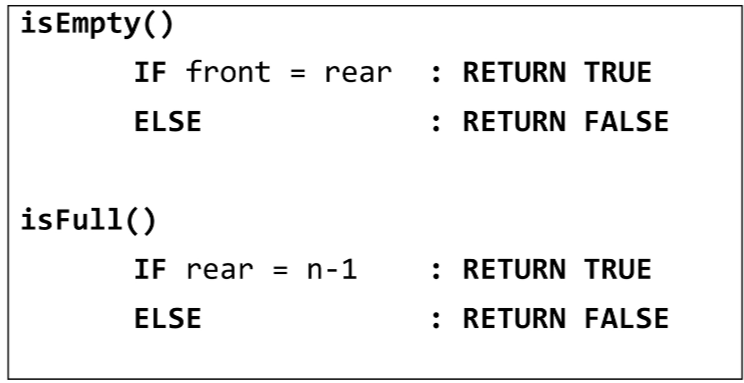 isEmpty()
IF front = rear : RETURN TRUE
ELSE : RETURN FALSE
isFull()
IF rear = n-1 : RETURN TRUE
ELSE : RETURN FALSE